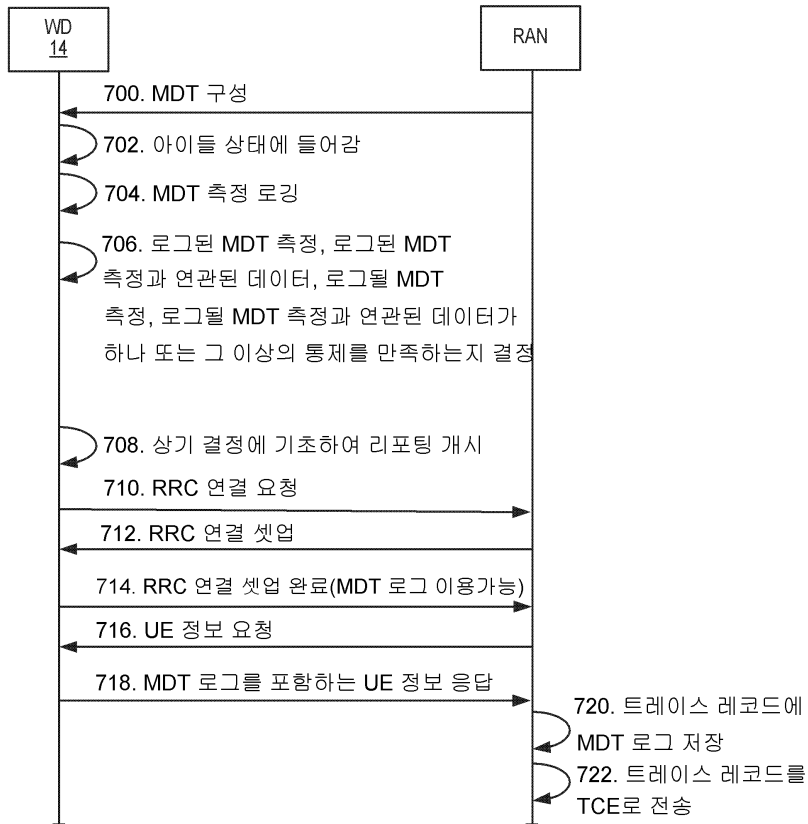 WD
14
RAN
700. MDT 구성
702. 아이들 상태에 들어감
704. MDT 측정 로깅
706. 로그된 MDT 측정, 로그된 MDT
측정과 연관된 데이터, 로그될 MDT
측정, 로그될 MDT 측정과 연관된 데이터가
하나 또는 그 이상의 통제를 만족하는지 결정
708. 상기 결정에 기초하여 리포팅 개시
710. RRC 연결 요청
712. RRC 연결 셋업
714. RRC 연결 셋업 완료(MDT 로그 이용가능)
716. UE 정보 요청
718. MDT 로그를 포함하는 UE 정보 응답
720. 트레이스 레코드에
MDT 로그 저장
722. 트레이스 레코드를
TCE로 전송